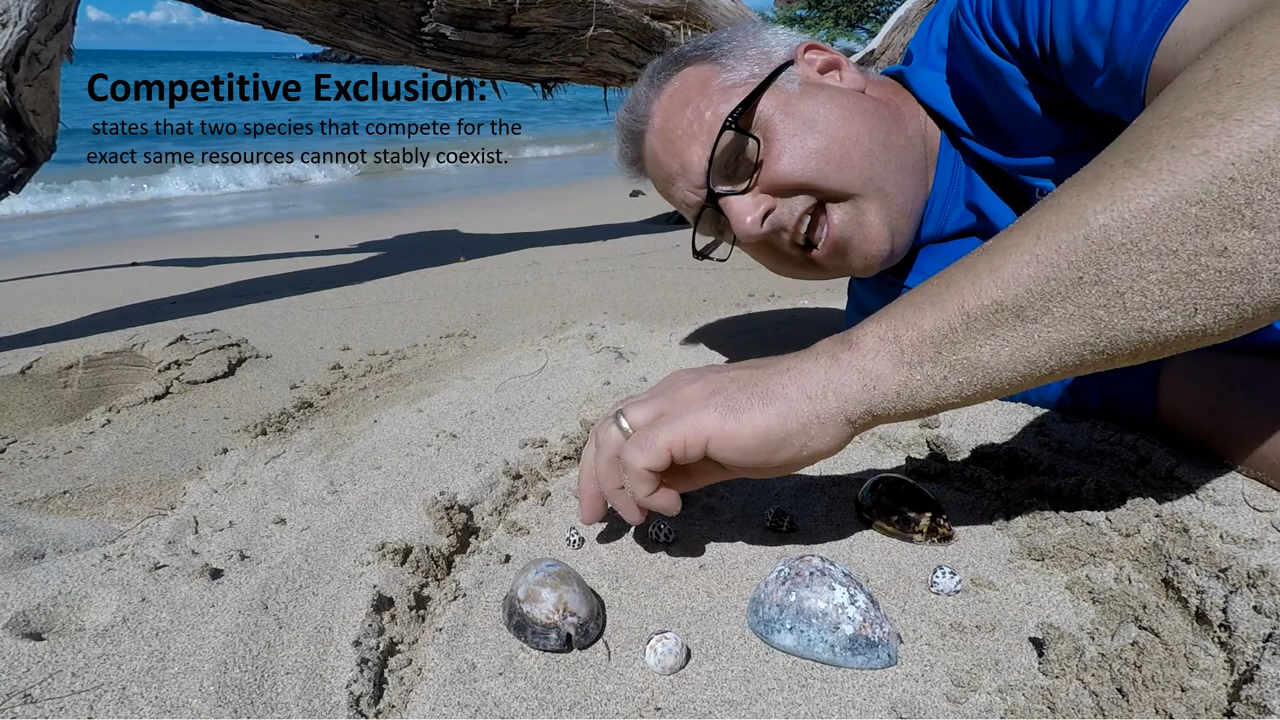 Competitive Exclusion:
states that two species that compete for the
exact same resources cannot stably coexist.